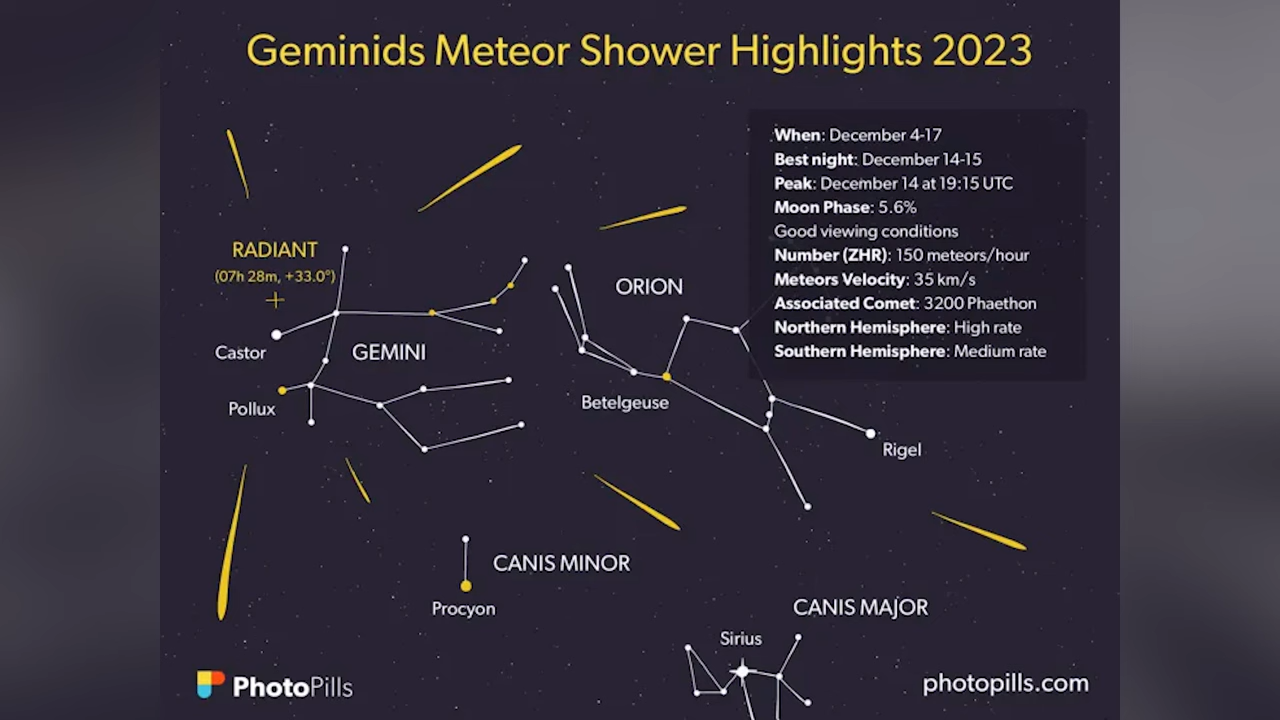 Geminids Meteor Shower Highlights 2023
When: December 4-17
Best night: December 14-15
Peak: December 14 at 19:15 UTC
Moon Phase: 5.6%
Good viewing conditions
Number (ZHR): 150 meteors/hour
Meteors Velocity: 35 km/s
Associated Comet: 3200 Phaethon
Northern Hemisphere: High rate
Southern Hemisphere: Medium rate
RADIANT
(07h 28m, +33.0°)
ORION
Castor
GEMINI
Pollux
Betelgeuse
Rigel
CANIS MINOR
Procyon
CANIS MAJOR
Sirius
PhotoPills
photopills.com